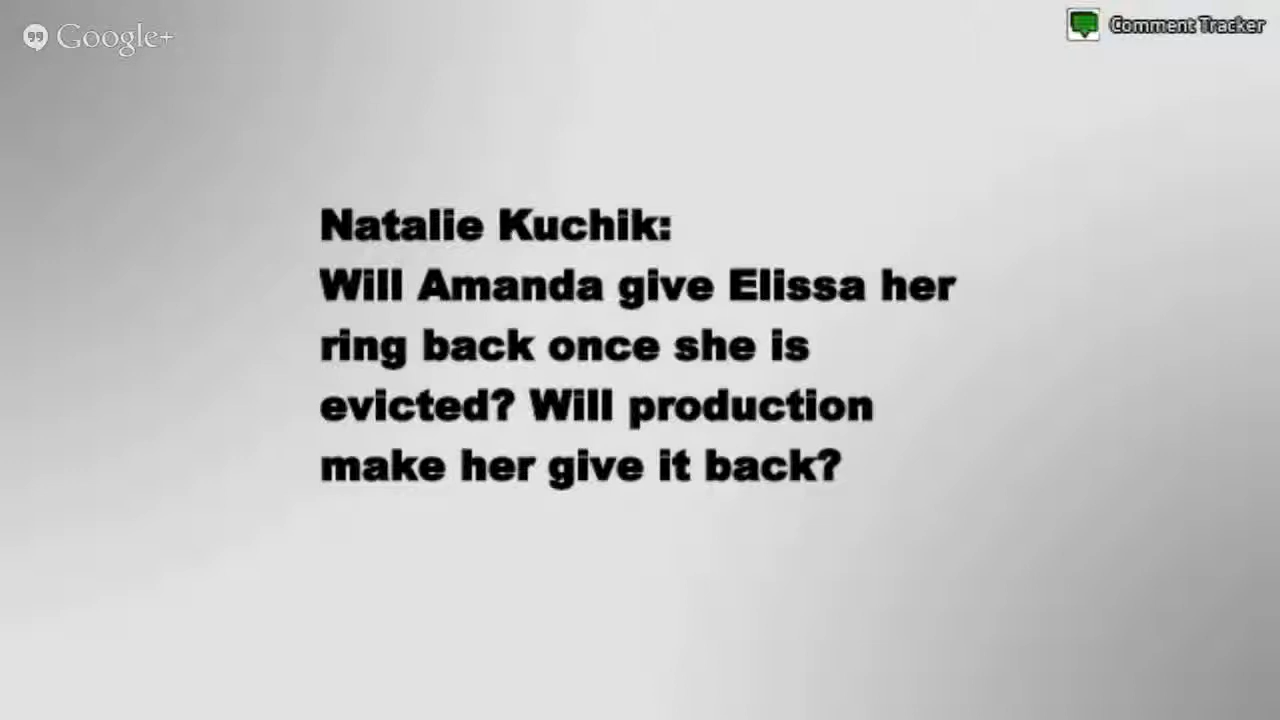 Google+
Comment Tracker
Natalie Kuchik:
Will Amanda give Elissa her
ring back once she is
evicted? Will production
make her give it back?